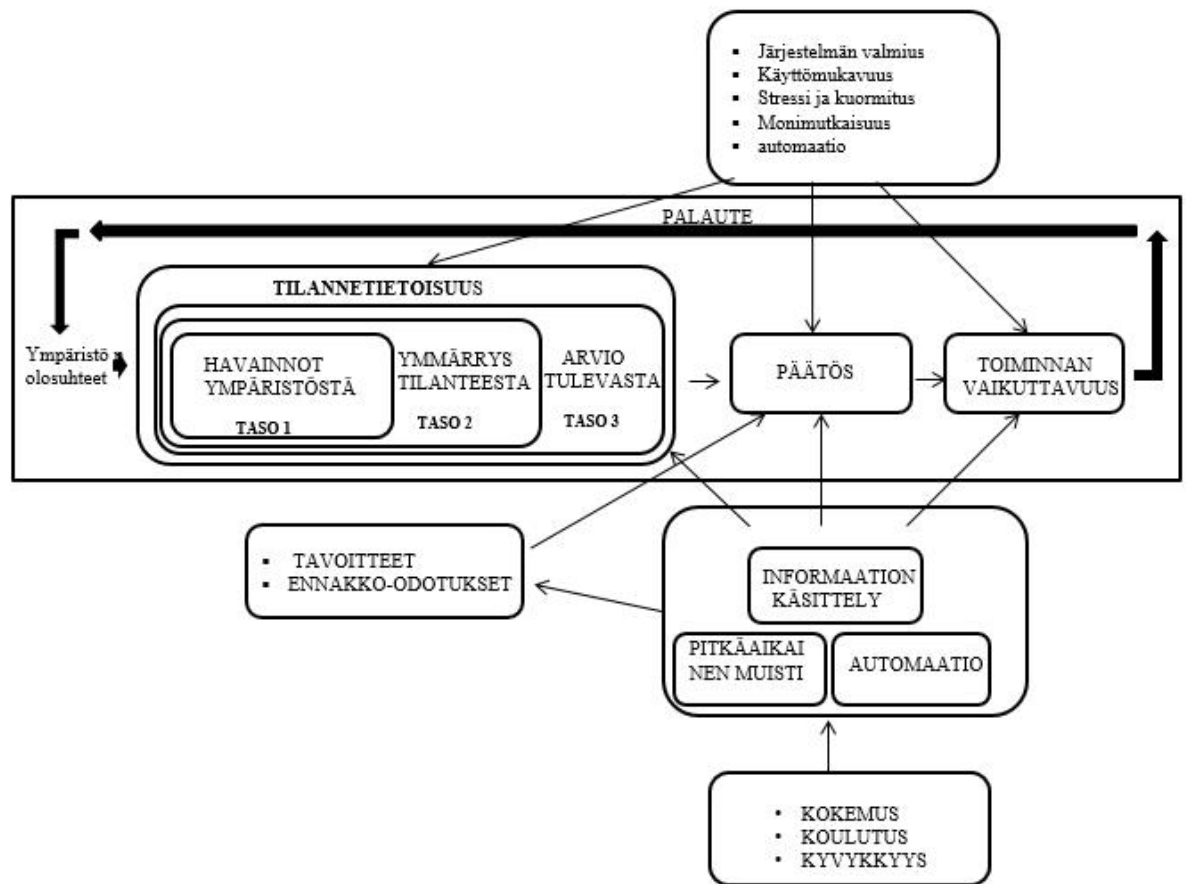 Järjestelmän valmius
Käyttömukavuus
Stressi ja kuormitus
Monimutkaisuus
automaatio
PALAUTE
TILANNETIETOISUUS
Ympäristö
olosuhteet
HAVAINNOT
YMPÄRISTÖSTÄ
TASO 1
YMMÄRRYS
TILANTEESTA
TASO 2
ARVIO
TULEVASTA
TASO 3
PÄÄTÖS
TOIMINNAN
VAIKUTTAVUUS
TAVOITTEET
ENNAKKO-ODOTUKSET
INFORMAATION
KÄSITTELY
PITKÄAIKAI
NEN MUISTI
AUTOMAATIO
KOKEMUS
KOULUTUS
KYVYKKYYS